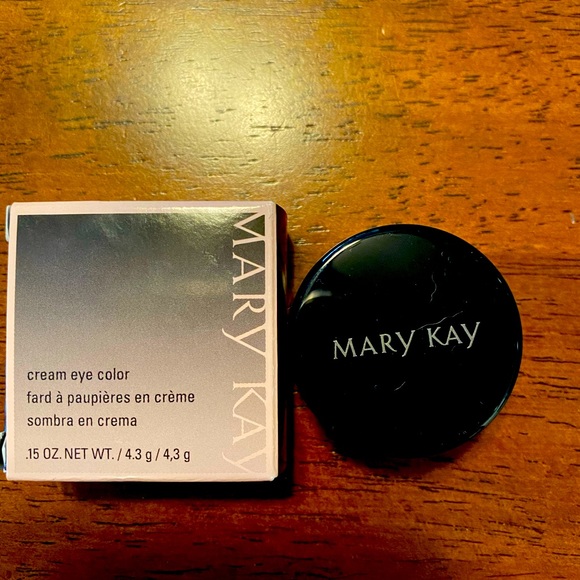 MARY KAY
cream eye color
fard à paupières en crème
sombra en crema
.15 OZ. NET WT. / 4.3 g / 4,3 g
MARY KAY